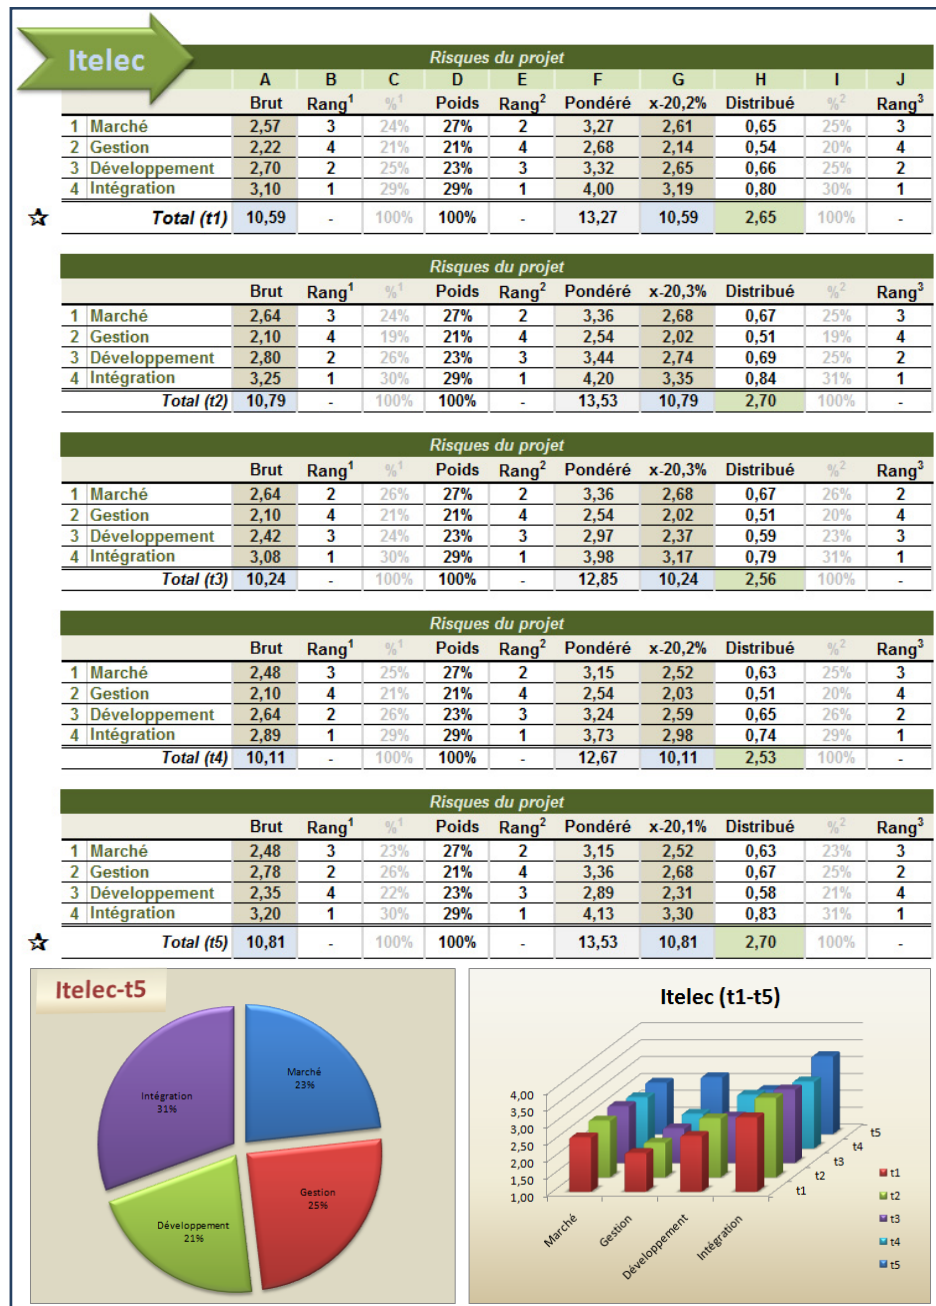 Itelec
Risques du projet
A B C D E F G H I J
Brut Rang¹ %¹ Poids Rang² Pondéré x-20,2% Distribué %² Rang³
1 Marché 2,57 3 24% 27% 2 3,27 2,61 0,65 25% 3
2 Gestion 2,22 4 21% 21% 4 2,68 2,14 0,54 20% 4
3 Développement 2,70 2 25% 23% 3 3,32 2,65 0,66 25% 2
4 Intégration 3,10 1 29% 29% 1 4,00 3,19 0,80 30% 1
Total (t1) 10,59 - 100% 100% - 13,27 10,59 2,65 100% -
Risques du projet
Brut Rang¹ %¹ Poids Rang² Pondéré x-20,3% Distribué %² Rang³
1 Marché 2,64 3 24% 27% 2 3,36 2,68 0,67 25% 3
2 Gestion 2,10 4 19% 21% 4 2,54 2,02 0,51 19% 4
3 Développement 2,80 2 26% 23% 3 3,44 2,74 0,69 25% 2
4 Intégration 3,25 1 30% 29% 1 4,20 3,35 0,84 31% 1
Total (t2) 10,79 - 100% 100% - 13,53 10,79 2,70 100% -
Risques du projet
Brut Rang¹ %¹ Poids Rang² Pondéré x-20,3% Distribué %² Rang³
1 Marché 2,64 2 26% 27% 2 3,36 2,68 0,67 26% 2
2 Gestion 2,10 4 21% 21% 4 2,54 2,02 0,51 20% 4
3 Développement 2,42 3 24% 23% 3 2,97 2,37 0,59 23% 3
4 Intégration 3,08 1 30% 29% 1 3,98 3,17 0,79 31% 1
Total (t3) 10,24 - 100% 100% - 12,85 10,24 2,56 100% -
Risques du projet
Brut Rang¹ %¹ Poids Rang² Pondéré x-20,2% Distribué %² Rang³
1 Marché 2,48 3 25% 27% 2 3,15 2,52 0,63 25% 3
2 Gestion 2,10 4 21% 21% 4 2,54 2,03 0,51 20% 4
3 Développement 2,64 2 26% 23% 3 3,24 2,59 0,65 26% 2
4 Intégration 2,89 1 29% 29% 1 3,73 2,98 0,74 29% 1
Total (t4) 10,11 - 100% 100% - 12,67 10,11 2,53 100% -
Risques du projet
Brut Rang¹ %¹ Poids Rang² Pondéré x-20,1% Distribué %² Rang³
1 Marché 2,48 3 23% 27% 2 3,15 2,52 0,63 23% 3
2 Gestion 2,78 2 26% 21% 4 3,36 2,68 0,67 25% 2
3 Développement 2,35 4 22% 23% 3 2,89 2,31 0,58 21% 4
4 Intégration 3,20 1 30% 29% 1 4,13 3,30 0,83 31% 1
Total (t5) 10,81 - 100% 100% - 13,53 10,81 2,70 100% -
Itelec-t5
Marché
23%
Intégration
31%
Gestion
25%
Développement
21%
Itelec (t1-t5)
4,00
3,50
3,00
2,50
2,00
1,50
1,00
Marché
Gestion
Développement
Intégration
t1
t2
t3
t4
t5
t1
t2
t3
t4
t5